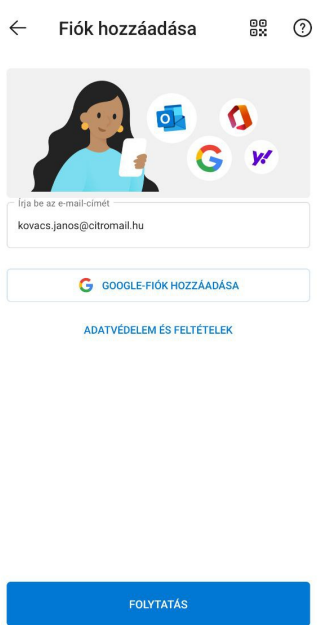 Fiók hozzáadása
Írja be az e-mail-címét
kovacs.janos@citromail.hu
GOOGLE-FIÓK HOZZÁADÁSA
ADATVÉDELEM ÉS FELTÉTELEK
FOLYTATÁS